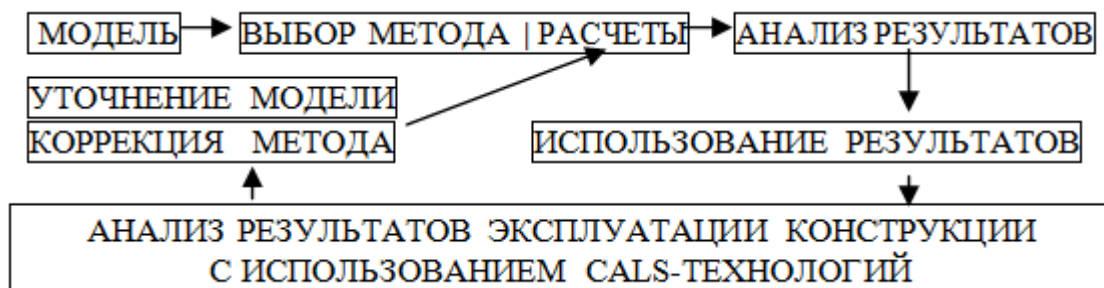 МОДЕЛЬ ВЫБОР МЕТОДА | РАСЧЕТЫ АНАЛИЗ РЕЗУЛЬТАТОВ
УТОЧНЕНИЕ МОДЕЛИ
КОРРЕКЦИЯ МЕТОДА ИСПОЛЬЗОВАНИЕ РЕЗУЛЬТАТОВ
АНАЛИЗ РЕЗУЛЬТАТОВ ЭКСПЛУАТАЦИИ КОНСТРУКЦИИ
С ИСПОЛЬЗОВАНИЕМ CALS-ТЕХНОЛОГИЙ